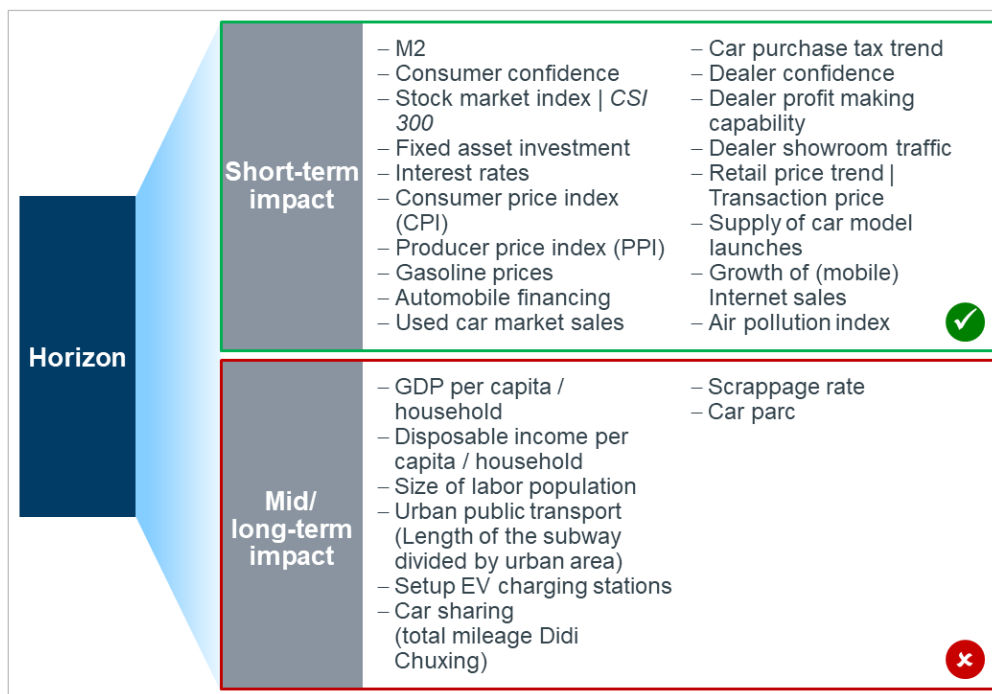 Horizon
Short-term
impact
– M2
– Consumer confidence
– Stock market index | CSI
300
– Fixed asset investment
– Interest rates
– Consumer price index
(CPI)
– Producer price index (PPI)
– Gasoline prices
– Automobile financing
– Used car market sales
– Car purchase tax trend
– Dealer confidence
– Dealer profit making
capability
– Dealer showroom traffic
– Retail price trend |
Transaction price
– Supply of car model
launches
– Growth of (mobile)
Internet sales
– Air pollution index
Mid/
long-term
impact
– GDP per capita /
household
– Disposable income per
capita / household
– Size of labor population
– Urban public transport
(Length of the subway
divided by urban area)
– Setup EV charging stations
– Car sharing
(total mileage Didi
Chuxing)
– Scrappage rate
– Car parc